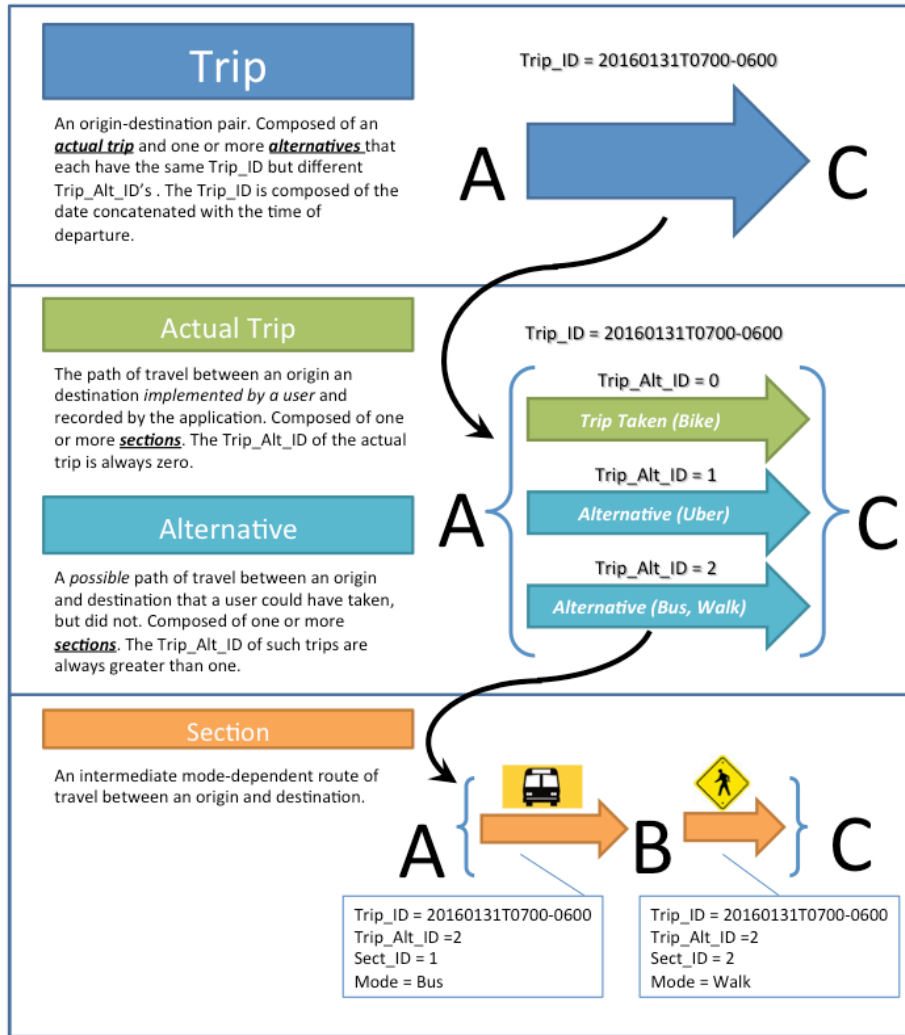 Trip
An origin-destination pair. Composed of an
actual trip and one or more alternatives that
each have the same Trip_ID but different
Trip_Alt_ID's . The Trip_ID is composed of the
date concatenated with the time of
departure.
Trip_ID = 20160131T0700-0600
A
C
Actual Trip
The path of travel between an origin an
destination implemented by a user and
recorded by the application. Composed of one
or more sections. The Trip_Alt_ID of the actual
trip is always zero.
Alternative
A possible path of travel between an origin
and destination that a user could have taken,
but did not. Composed of one or more
sections. The Trip_Alt_ID of such trips are
always greater than one.
Trip_ID = 20160131T0700-0600
Trip_Alt_ID = 0
Trip Taken (Bike)
Trip_Alt_ID = 1
A
Alternative (Uber)
C
Trip_Alt_ID = 2
Alternative (Bus, Walk)
Section
An intermediate mode-dependent route of
travel between an origin and destination.
A
B
C
Trip_ID = 20160131T0700-0600
Trip_Alt_ID =2
Sect_ID = 1
Mode = Bus
Trip_ID = 20160131T0700-0600
Trip_Alt_ID =2
Sect_ID = 2
Mode = Walk